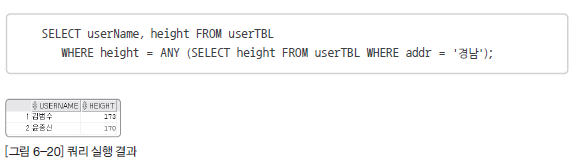 SELECT userName, height FROM userTBL
WHERE height = ANY (SELECT height FROM userTBL WHERE addr = '경남');
USERNAME HEIGHT
1 김범수 173
2 윤종신 170
[그림 6-20] 쿼리 실행 결과